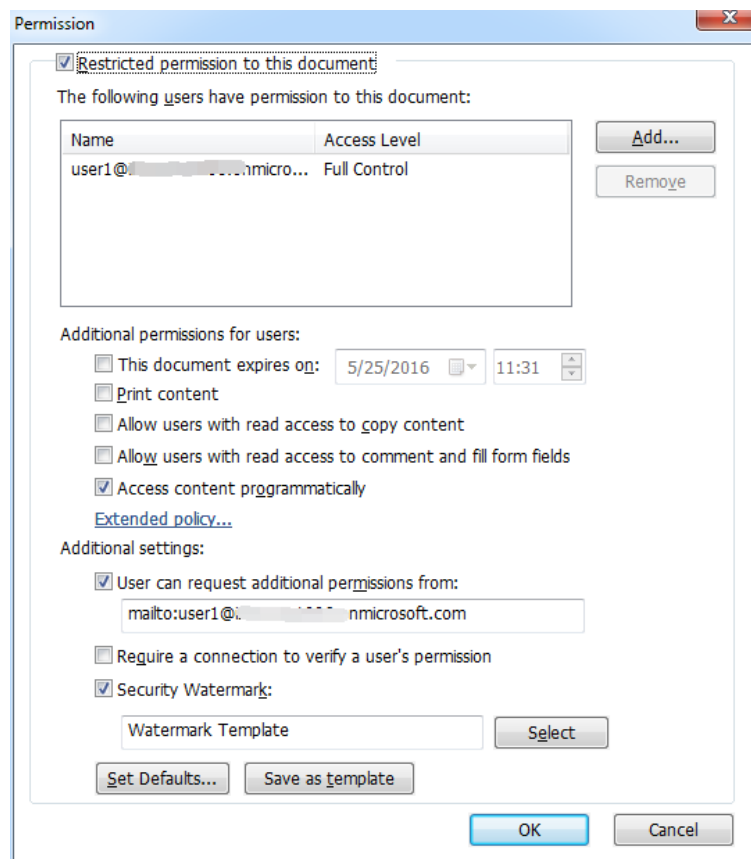 Permission
Restricted permission to this document
The following users have permission to this document:
Name Access Level Add...
user1@ nmicro... Full Control Remove
Additional permissions for users:
This document expires on: 5/25/2016 11:31
Print content
Allow users with read access to copy content
Allow users with read access to comment and fill form fields
Access content programmatically
Extended policy...
Additional settings:
User can request additional permissions from:
mailto:user1@ nmicrosoft.com
Require a connection to verify a user's permission
Security Watermark:
Watermark Template Select
Set Defaults... Save as template
OK Cancel